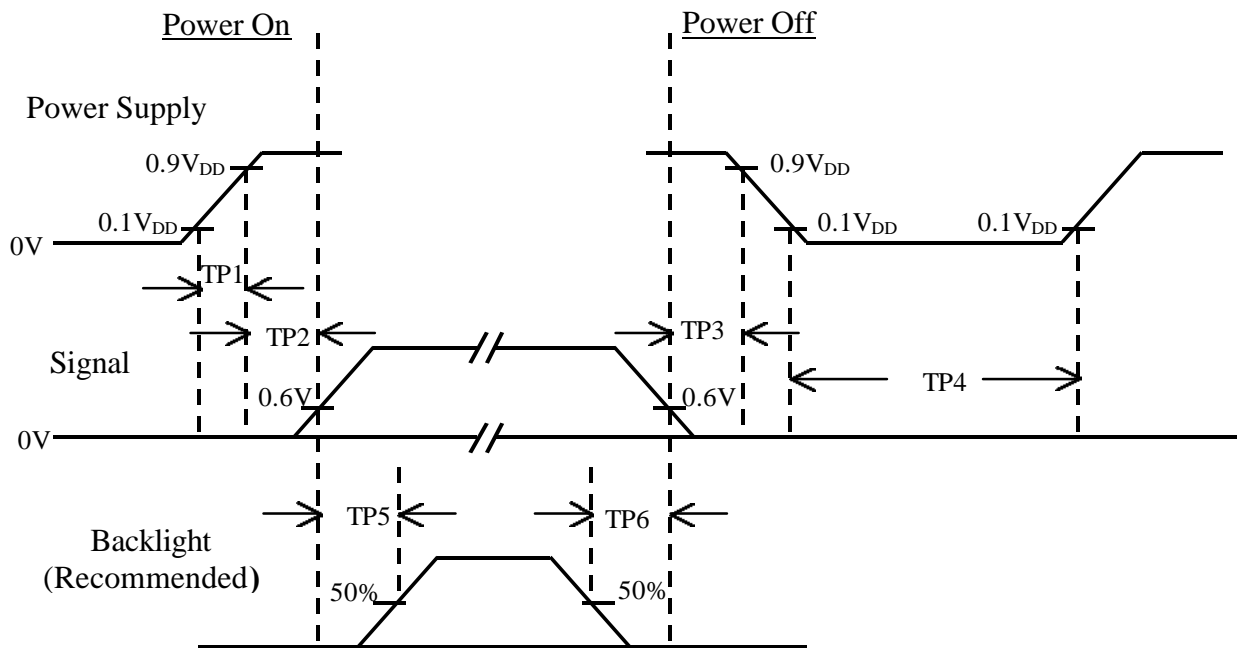 Power On
Power Off
Power Supply
0.9VDD
0.9VDD
0.1VDD
0.1VDD
0.1VDD
0V
TP1
TP2
TP3
Signal
TP4
0.6V
0.6V
0V
TP5
TP6
Backlight
(Recommended)
50%
50%